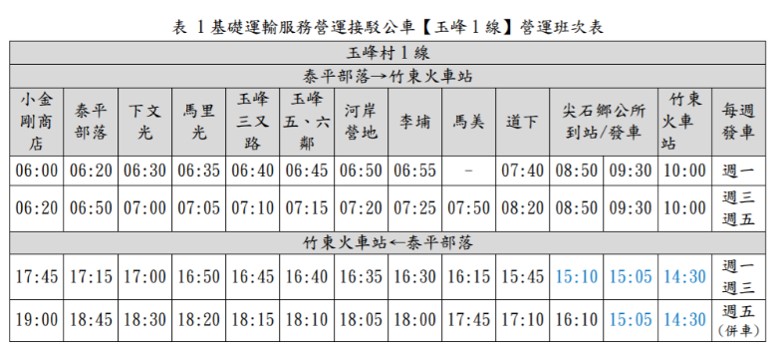 表 1 基礎運輸服務營運接駁公車【玉峰 1 線】營運班次表
玉峰村 1 線
泰平部落→竹東火車站
小金剛商店 泰平部落 下文光 馬里光 玉峰三叉路 玉峰五、六鄰 河岸營地 李埔 馬美 道下 尖石鄉公所到站/發車 竹東火車站 每週發車
06:00 06:20 06:30 06:35 06:40 06:45 06:50 06:55 - 07:40 08:50 09:30 10:00 週一
06:20 06:50 07:00 07:05 07:10 07:15 07:20 07:25 07:50 08:20 08:50 09:30 10:00 週三 週五
竹東火車站←泰平部落
17:45 17:15 17:00 16:50 16:45 16:40 16:35 16:30 16:15 15:45 15:10 15:05 14:30 週一 週三
19:00 18:45 18:30 18:20 18:15 18:10 18:05 18:00 17:45 17:10 16:10 15:05 14:30 週五 (併車)